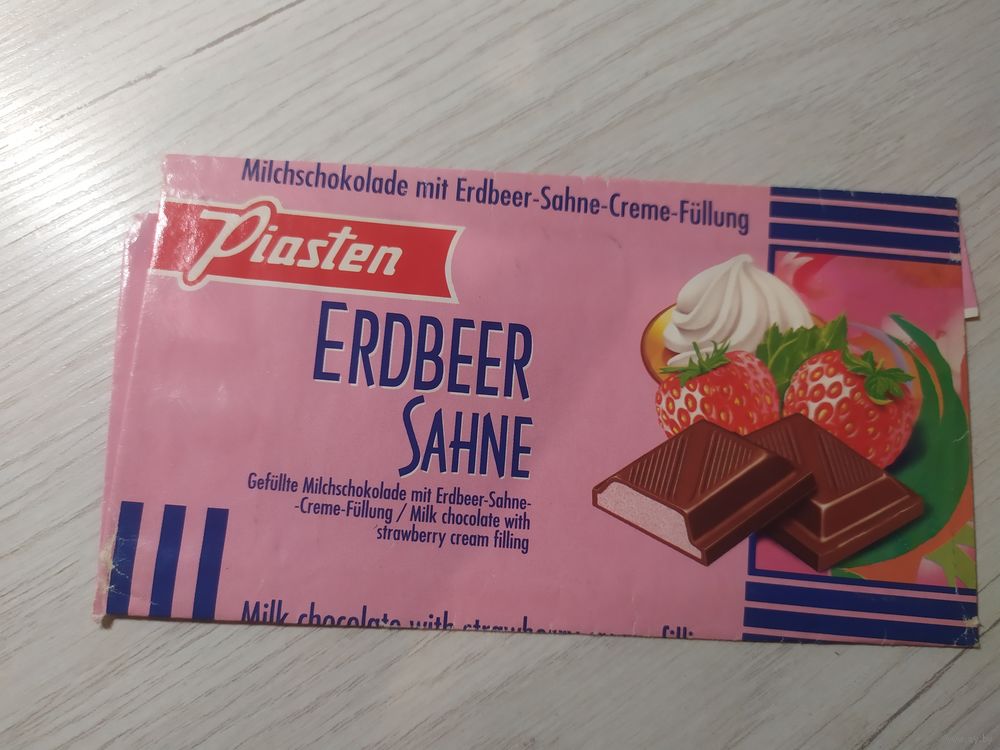 Milchschokolade mit Erdbeer-Sahne-Creme-Füllung
Piasten
ERDBEER
SAHNE
Gefüllte Milchschokolade mit Erdbeer-Sahne-
-Creme-Füllung / Milk chocolate with
strawberry cream filling
Milk chocolate with strawberry